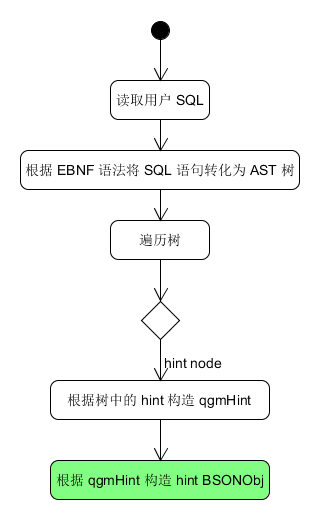 读取用户 SQL
根据 EBNF 语法将 SQL 语句转化为 AST 树
遍历树
hint node
根据树中的 hint 构造 qgmHint
根据 qgmHint 构造 hint BSONObj